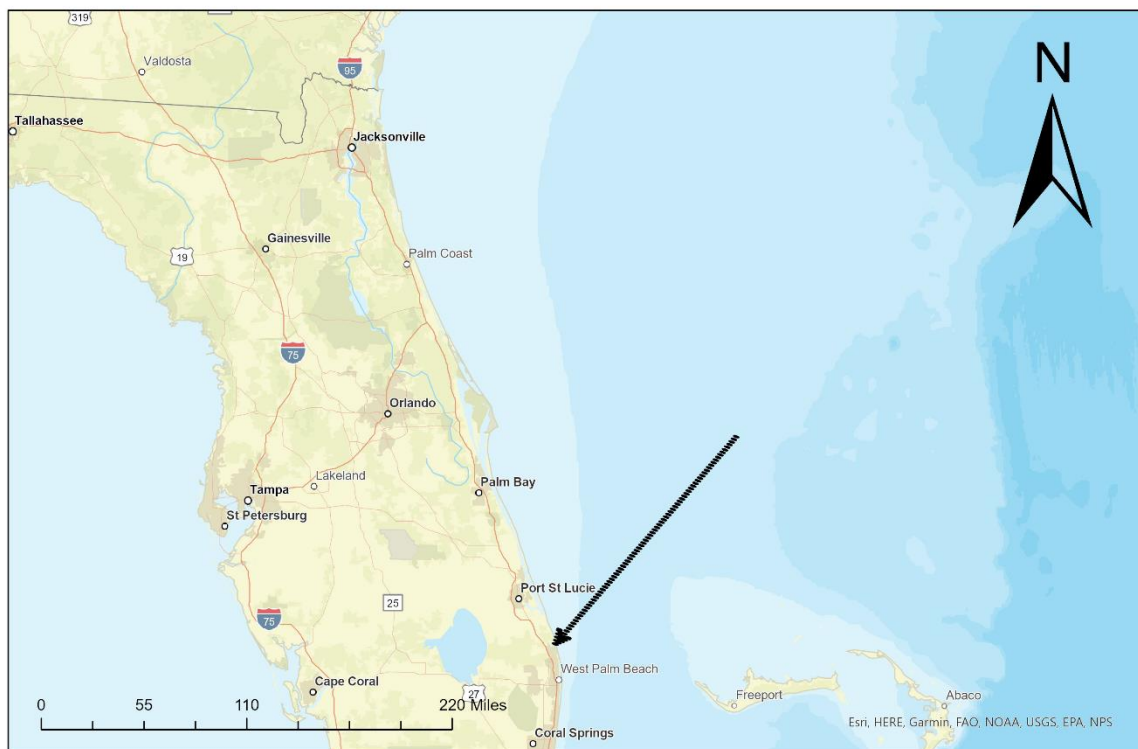 319
Valdosta
95
N
Tallahassee
Jacksonville
Gainesville
19
Palm Coast
75
Orlando
Lakeland
Tampa
Palm Bay
St Petersburg
Port St Lucie
25
75
West Palm Beach
Cape Coral
27
Freeport
Abaco
0 55 110 220 Miles
Esri, HERE, Garmin, FAO, NOAA, USGS, EPA, NPS
Coral Springs